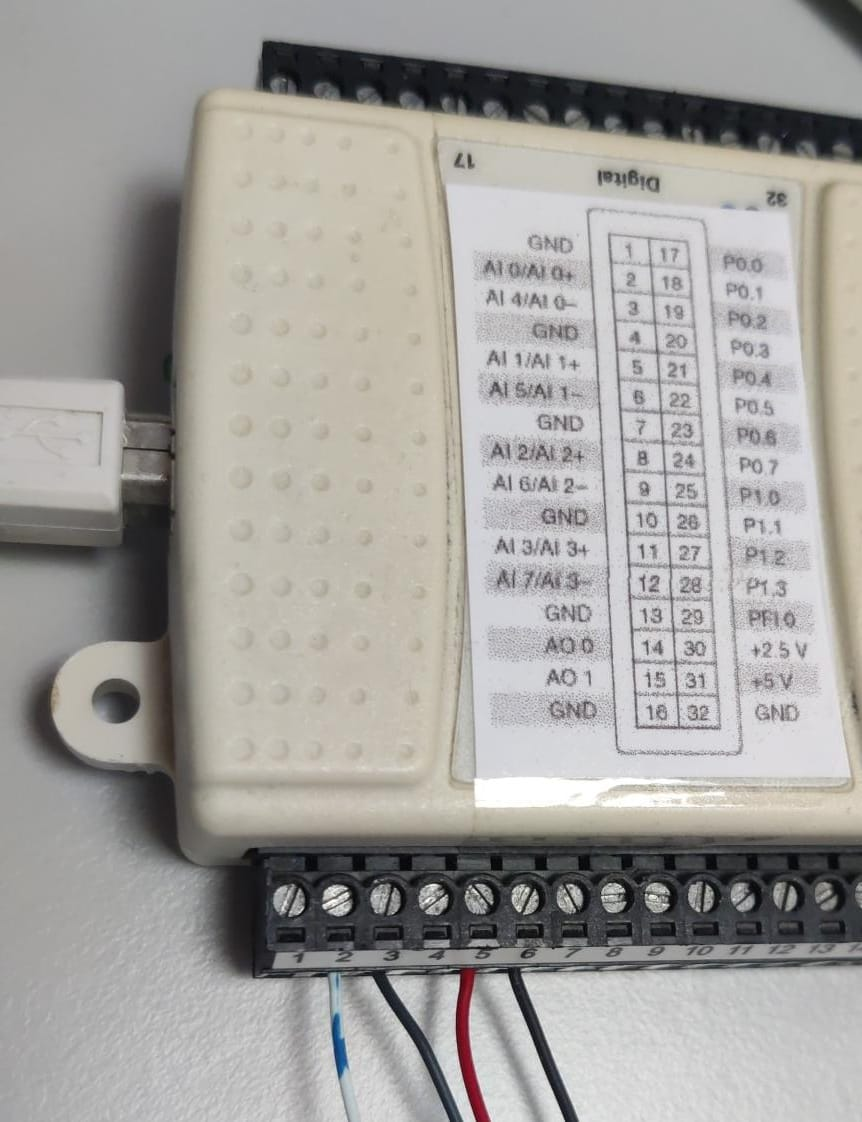 17 Digital 32
GND 1 17 P0.0
AI 0/AI 0+ 2 18 P0.1
AI 4/AI 0– 3 19 P0.2
GND 4 20 P0.3
AI 1/AI 1+ 5 21 P0.4
AI 5/AI 1– 6 22 P0.5
GND 7 23 P0.6
AI 2/AI 2+ 8 24 P0.7
AI 6/AI 2– 9 25 P1.0
GND 10 26 P1.1
AI 3/AI 3+ 11 27 P1.2
AI 7/AI 3– 12 28 P1.3
GND 13 29 PFI 0
AO 0 14 30 +2.5 V
AO 1 15 31 +5 V
GND 16 32 GND
1 2 3 4 5 6 7 8 9 10 11 12 13